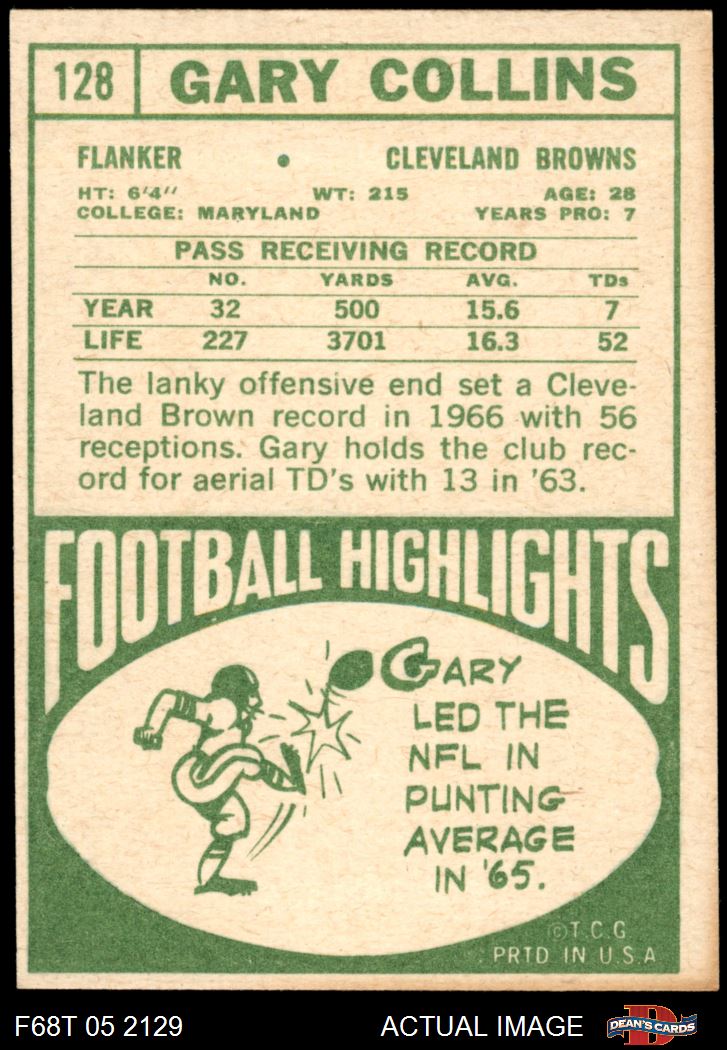 128 GARY COLLINS
FLANKER • CLEVELAND BROWNS
HT: 6'4" WT: 215 AGE: 28
COLLEGE: MARYLAND YEARS PRO: 7
PASS RECEIVING RECORD
NO. YARDS AVG. TDs
YEAR 32 500 15.6 7
LIFE 227 3701 16.3 52
The lanky offensive end set a Cleve-
land Brown record in 1966 with 56
receptions. Gary holds the club rec-
ord for aerial TD's with 13 in '63.
FOOTBALL HIGHLIGHTS
GARY
LED THE
NFL IN
PUNTING
AVERAGE
IN '65.
©T.C.G.
PRTD IN U.S.A
F68T 05 2129 ACTUAL IMAGE D DEAN'S CARDS